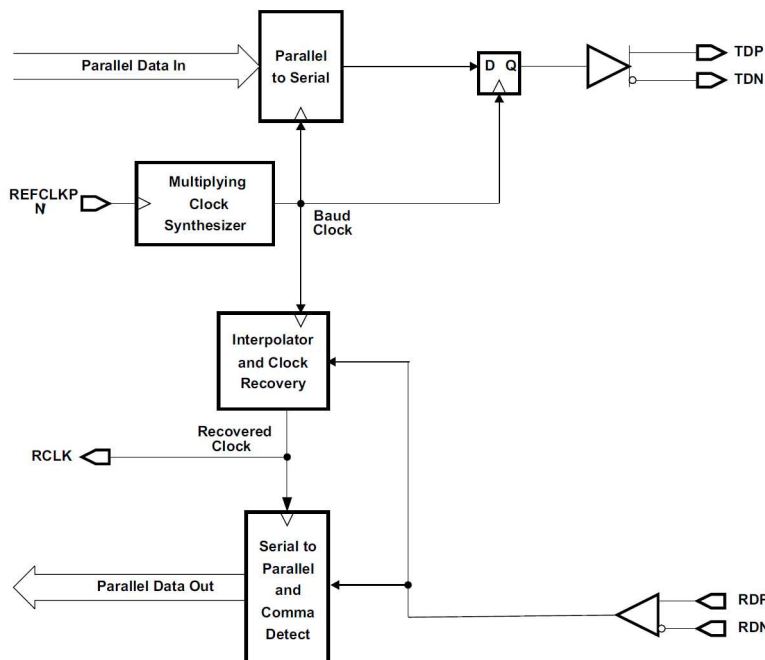 Parallel Data In
Parallel
to Serial
D Q
TDP
TDN
REFCLKP
N/
Multiplying
Clock
Synthesizer
Baud
Clock
Interpolator
and Clock
Recovery
Recovered
Clock
RCLK
Serial to
Parallel
and
Comma
Detect
Parallel Data Out
RDP
RDN